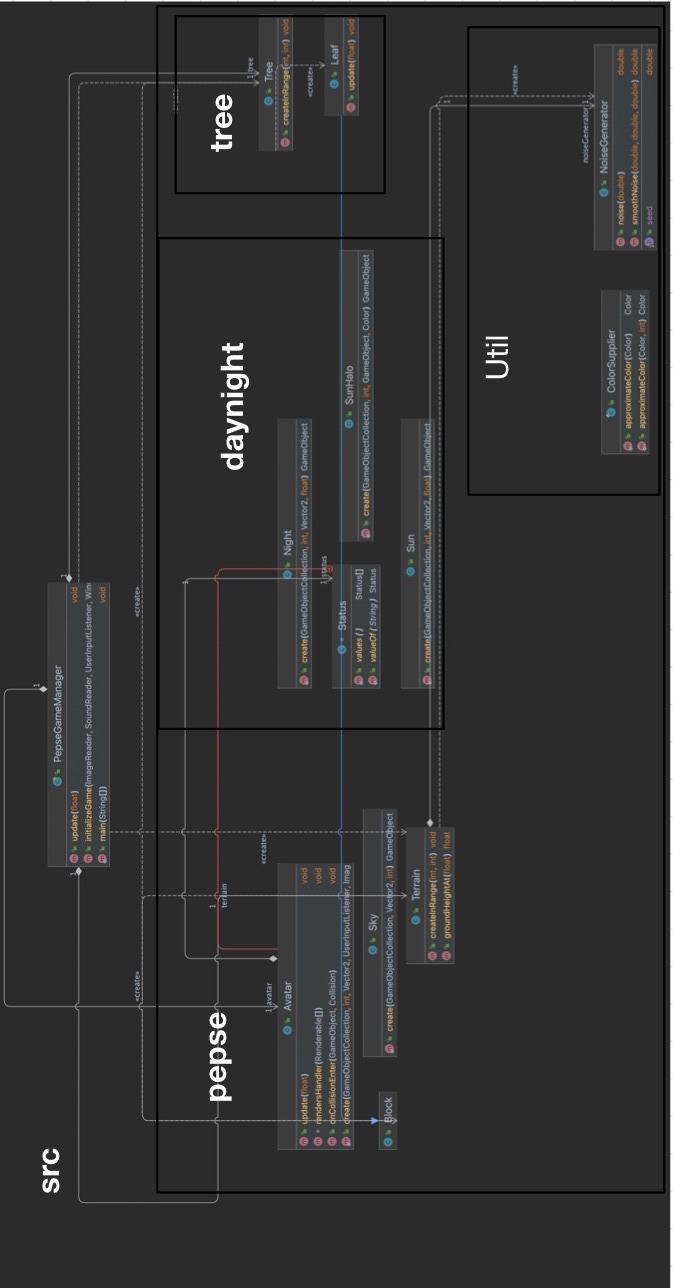 src
PepseGameManager
update(float) void
initializeGame(ImageReader, SoundReader, UserInputListener, Win
main(String[]) void
1
1
1
1 tree
«create»
«create»
«create»
tree
Tree
createInRange(int, int) void
«create»
Leaf
update(float) void
pepse
1
terrain
1 avatar
Avatar
update(float) void
rendersHandler(Renderable[]) void
onCollisionEnter(GameObject, Collision) void
create(GameObjectCollection, int, Vector2, UserInputListener, Imag
Block
Sky
create(GameObjectCollection, Vector2, int) GameObject
Terrain
createInRange(int, int) void
groundHeightAt(float) float
daynight
1
1 status
Night
create(GameObjectCollection, int, Vector2, float) GameObject
Status
values() Status[]
valueOf(String) Status
SunHalo
create(GameObjectCollection, int, GameObject, Color) GameObject
Sun
create(GameObjectCollection, int, Vector2, float) GameObject
Util
«create»
1
noiseGenerator 1
NoiseGenerator
noise(double) double
smoothNoise(double, double, double) double
seed double
ColorSupplier
approximateColor(Color) Color
approximateColor(Color, int) Color